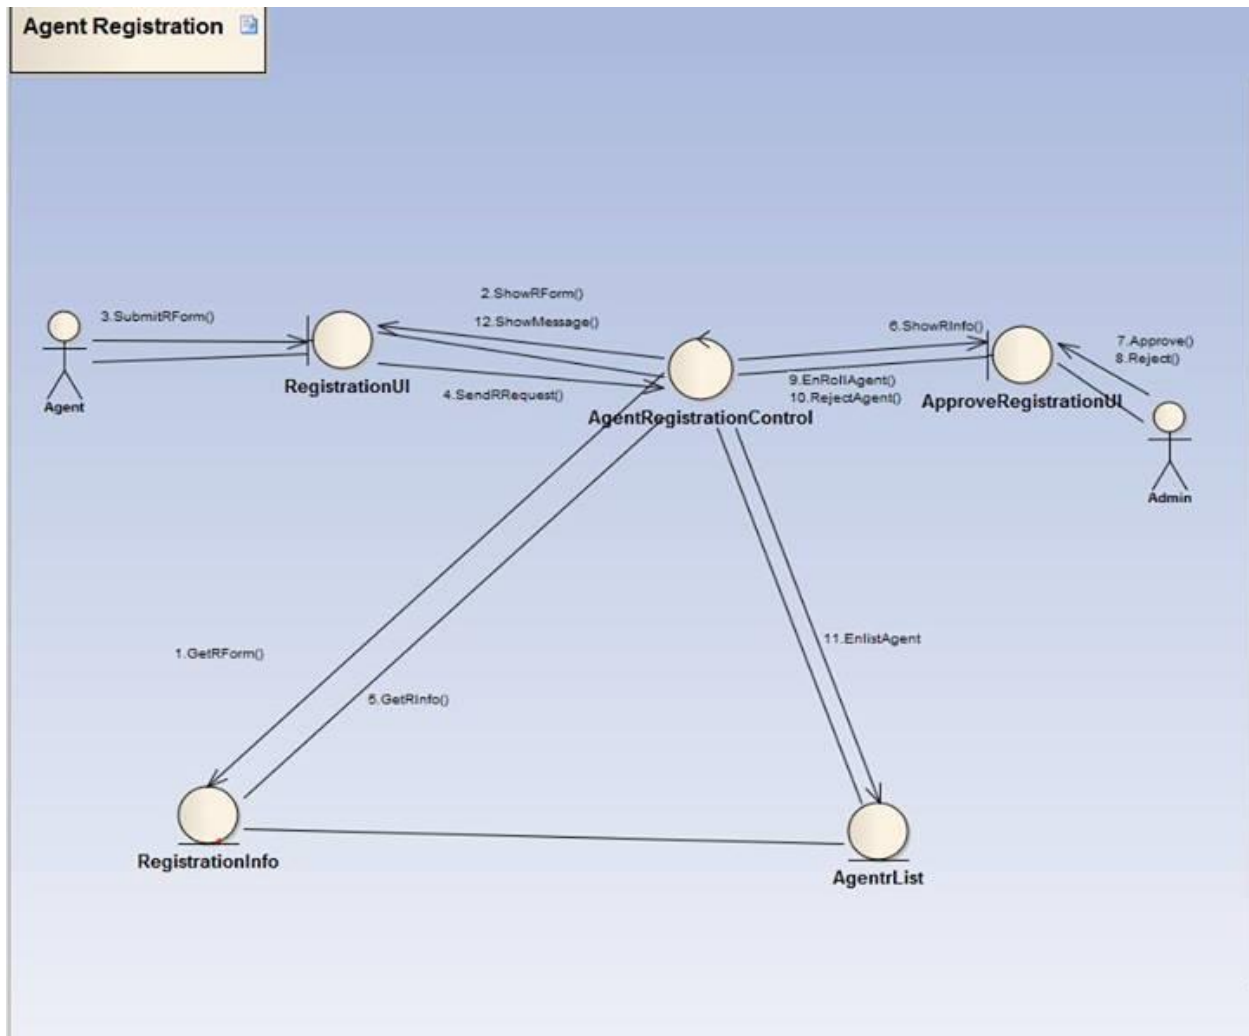 Agent Registration
2.ShowRForm()
3.SubmitRForm()
12.ShowMessage()
6.ShowRInfo()
7.Approve()
8.Reject()
RegistrationUI
4.SendRRequest()
9.EnRollAgent()
10.RejectAgent()
ApproveRegistrationUI
Agent
AgentRegistrationControl
Admin
11.EnlistAgent
1.GetRForm()
5.GetRInfo()
RegistrationInfo
AgentrList